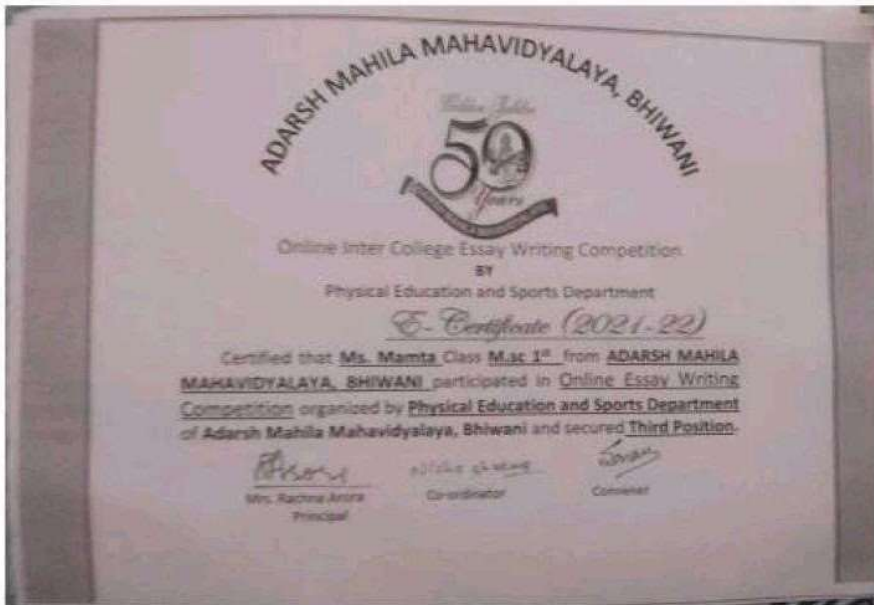 ADARSH MAHILA MAHAVIDYALAYA, BHIWANI
Golden Jubilee
50
Years
Online Inter College Essay Writing Competition
BY
Physical Education and Sports Department
E-Certificate (2021-22)
Certified that Ms. Mamta Class M.sc 1st from ADARSH MAHILA
MAHAVIDYALAYA, BHIWANI participated in Online Essay Writing
Competition organized by Physical Education and Sports Department
of Adarsh Mahila Mahavidyalaya, Bhiwani and secured Third Position.
Mrs. Rachna Arora
Co-ordinator
Convener
Principal